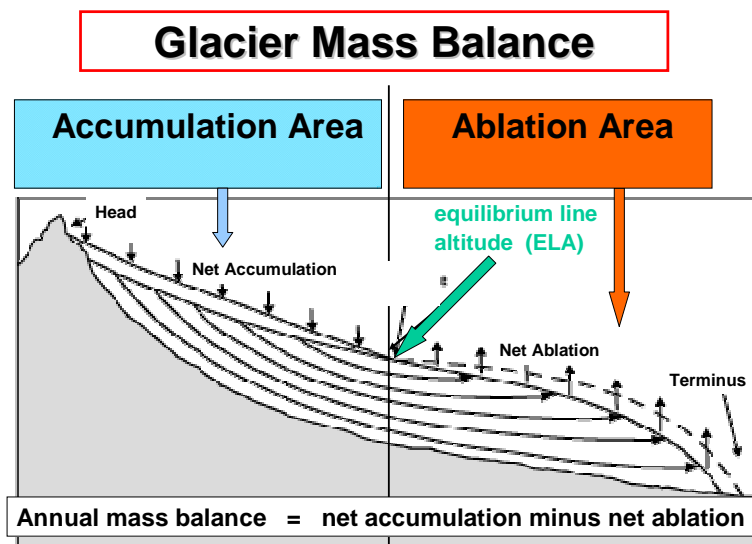 Glacier Mass Balance
Accumulation Area
Ablation Area
Head
equilibrium line
altitude (ELA)
Net Accumulation
Net Ablation
Terminus
Annual mass balance = net accumulation minus net ablation